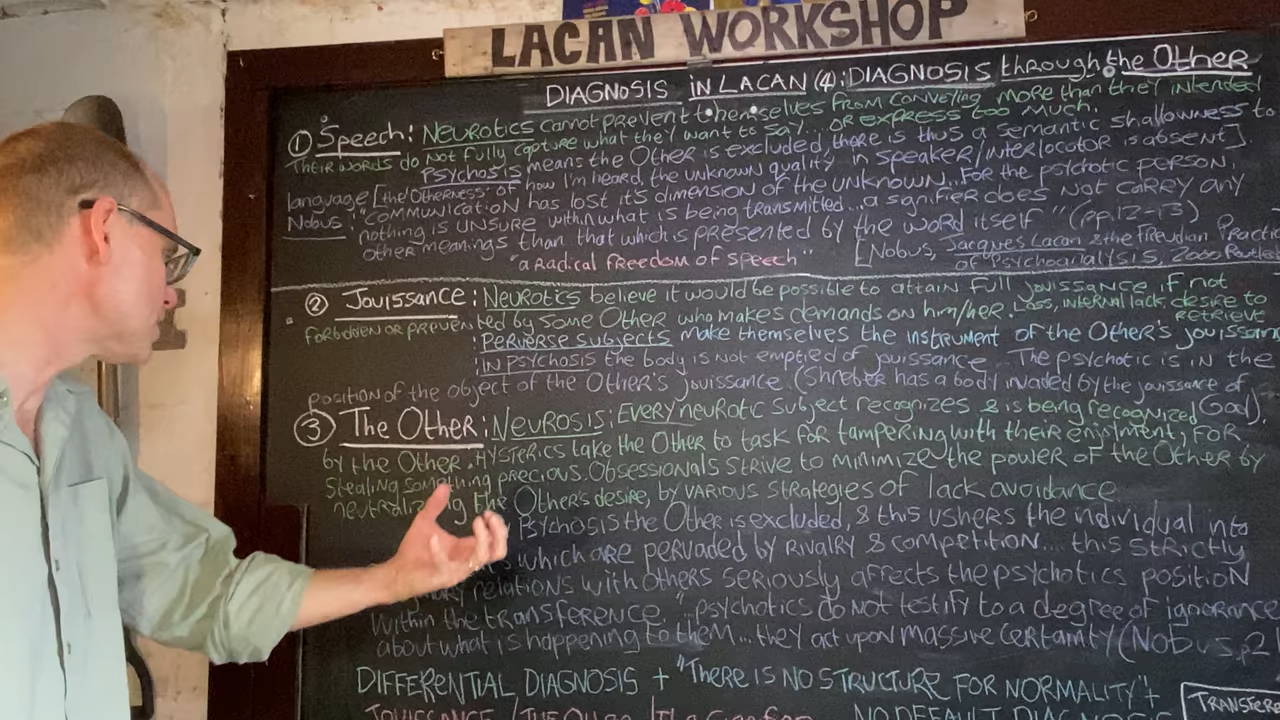 LACAN WORKSHOP
DIAGNOSIS IN LACAN (4): DIAGNOSIS through the Other
① Speech: NEUROTICS cannot prevent themselves from conveying more than they intended
Their words do not fully capture what they want to say... or express too much.
PSYCHOSIS means the Other is excluded, there is thus a semantic shallowness to
language [the 'Otherness' of how I'm heard, the unknown quality in speaker/interlocutor is absent]
Nobus: "Communication has lost it's dimension of the unknown... For the psychotic person,
nothing is unsure within what is being transmitted... a signifier does not carry any
other meanings than that which is presented by the word itself" (pp.12-13)
"a radical freedom of speech" [Nobus, Jacques Lacan & the Freudian Practic
of Psychoanalysis, 2000 Routled
② Jouissance: Neurotics believe it would be possible to attain full jouissance if not
forbidden or prevented by some Other who makes demands on him/her. Loss, internal lack, desire to
retrieve
: Perverse subjects make themselves the instrument of the Other's jouissan
: In psychosis the body is not emptied of jouissance. The psychotic is in the
position of the object of the Other's jouissance (Shreber has a body invaded by the jouissance of
God).
③ The Other: Neurosis: Every neurotic subject recognizes & is being recognized
by the Other. Hysterics take the Other to task for tampering with their enjoyment, for
stealing something precious. Obsessionals strive to minimize the power of the Other by
neutralizing the Other's desire, by various strategies of lack avoidance
Psychosis the Other is excluded, & this ushers the individual into
which are pervaded by rivalry & competition... this strictly
relations with others seriously affects the psychotics position
within the transference. "psychotics do not testify to a degree of ignorance
about what is happening to them... they act upon massive certainty (Nobus, p.21
DIFFERENTIAL DIAGNOSIS + "THERE IS NO STRUCTURE FOR NORMALITY" +
TRANSFERE
JOUISSANCE / THE Other / NO DEFAULT